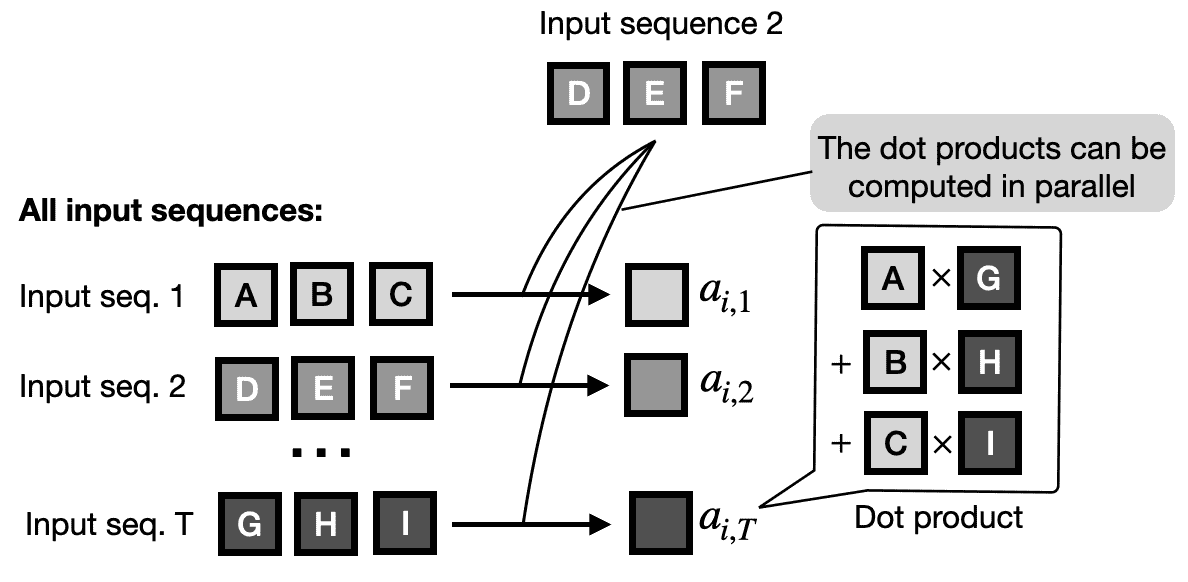 Input sequence 2
D E F
The dot products can be
computed in parallel
All input sequences:
Input seq. 1 A B C a_{i,1}
Input seq. 2 D E F a_{i,2}
...
Input seq. T G H I a_{i,T}
A × G
+ B × H
+ C × I
Dot product